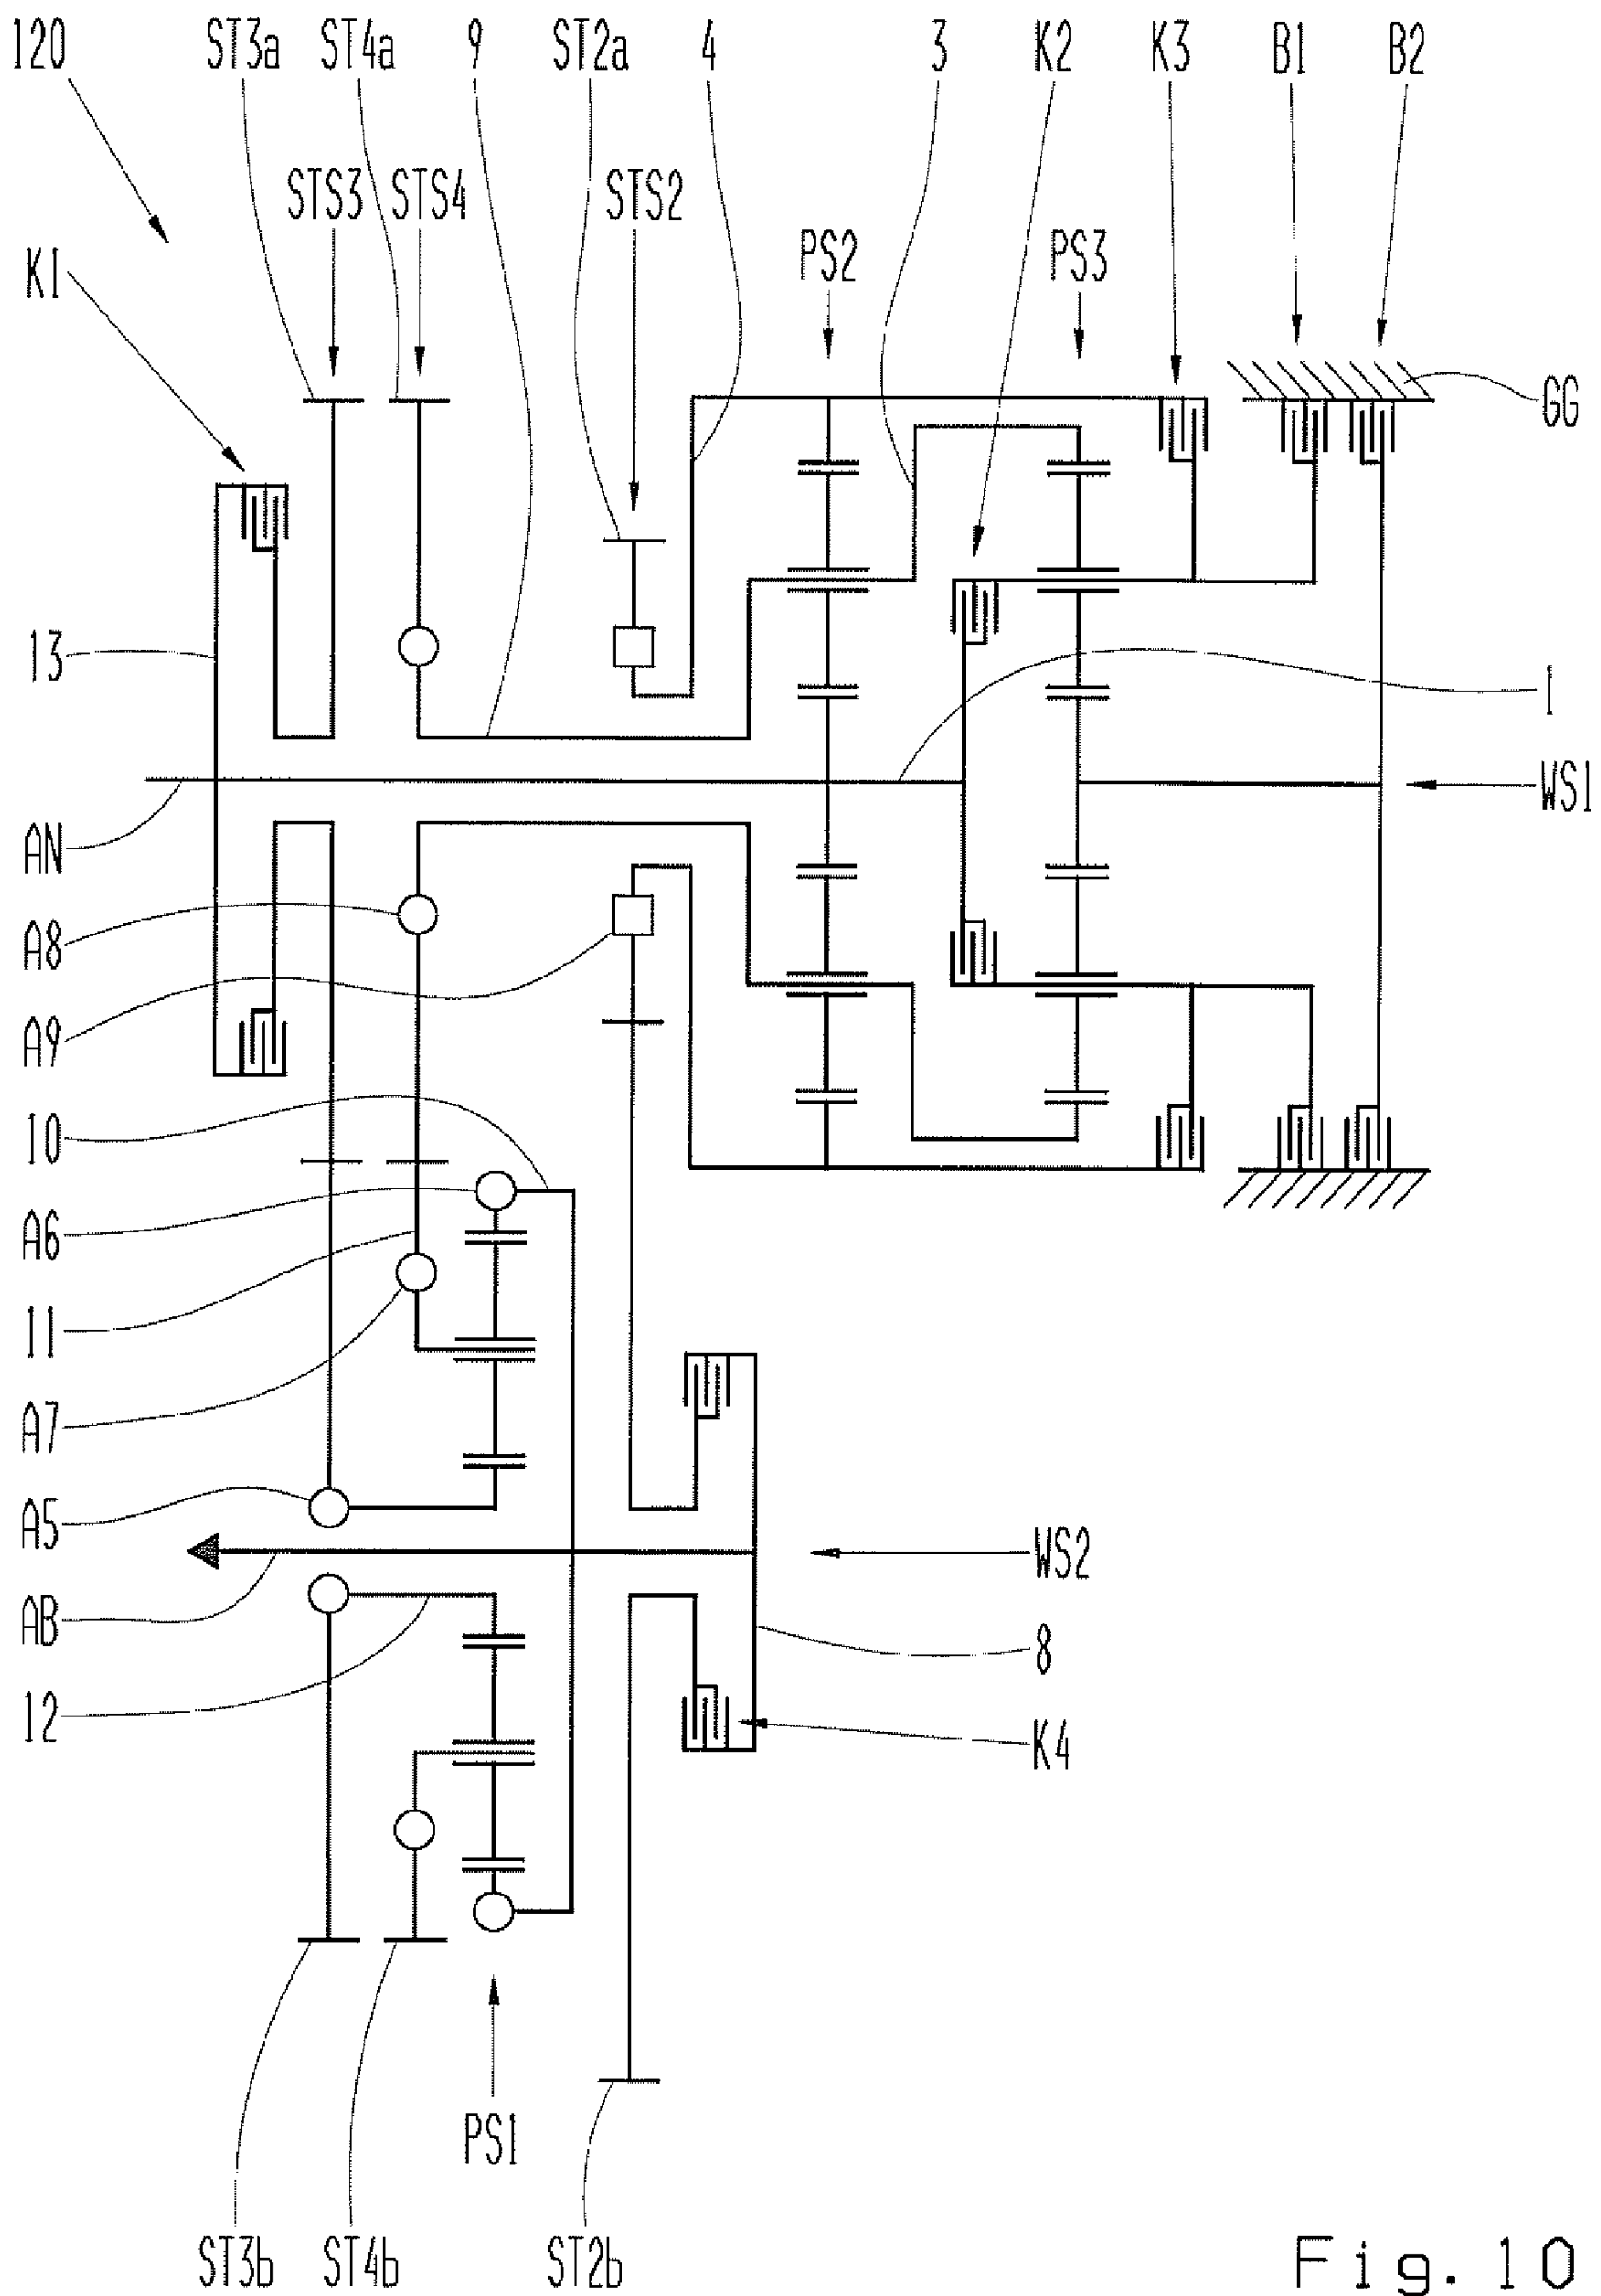 120
ST3a
ST4a
9
ST2a
4
3
K2
K3
B1
B2
STS3
STS4
STS2
PS2
PS3
K1
GG
13
1
WS1
AN
A8
A9
10
A6
11
A7
A5
WS2
AB
8
12
K4
PS1
ST3b
ST4b
ST2b
Fig. 10